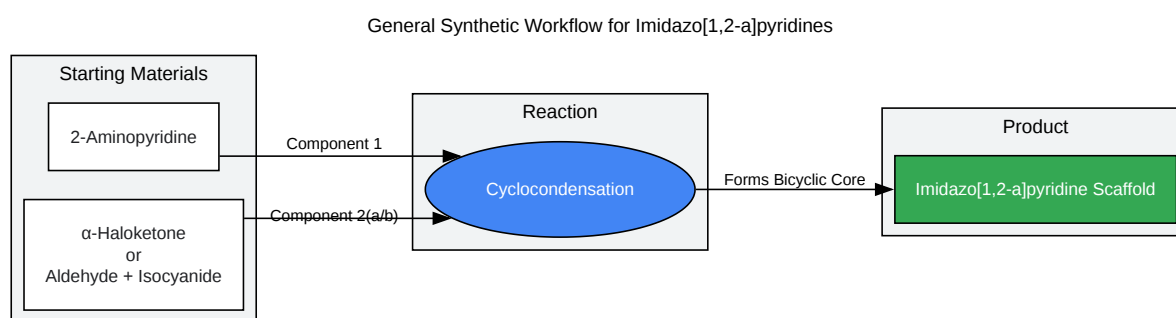 General Synthetic Workflow for Imidazo[1,2-a]pyridines
Starting Materials
2-Aminopyridine
α-Haloketone
or
Aldehyde + Isocyanide
Component 1
Component 2(a/b)
Reaction
Cyclocondensation
Forms Bicyclic Core
Product
Imidazo[1,2-a]pyridine Scaffold